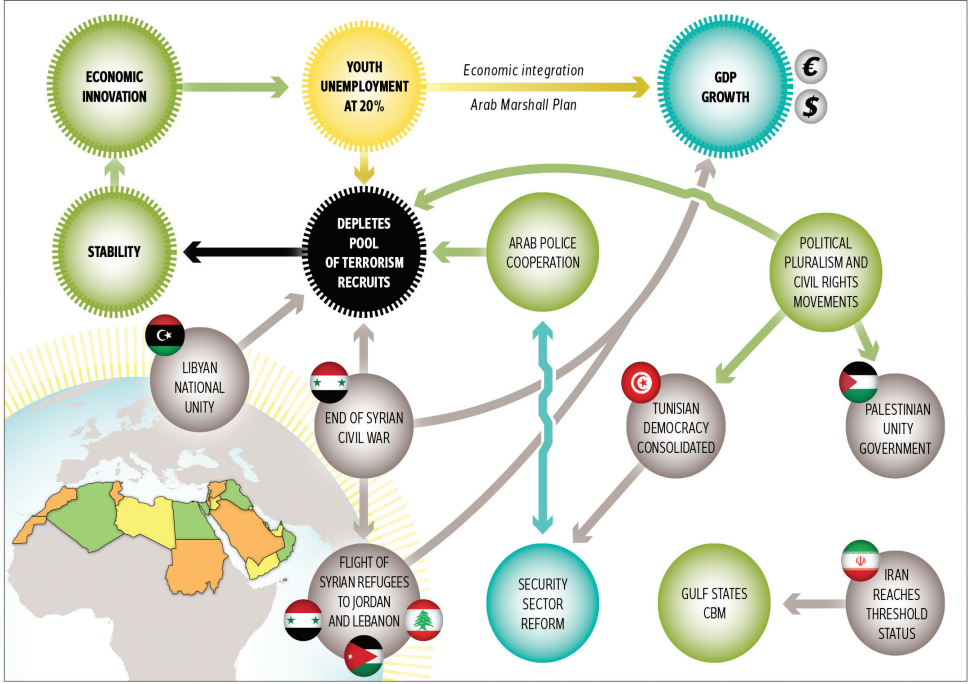 ECONOMIC
INNOVATION
YOUTH
UNEMPLOYMENT
AT 20%
Economic integration
Arab Marshall Plan
GDP
GROWTH
€
$
STABILITY
DEPLETES
POOL
OF TERRORISM
RECRUITS
ARAB POLICE
COOPERATION
POLITICAL
PLURALISM AND
CIVIL RIGHTS
MOVEMENTS
LIBYAN
NATIONAL
UNITY
END OF SYRIAN
CIVIL WAR
TUNISIAN
DEMOCRACY
CONSOLIDATED
PALESTINIAN
UNITY
GOVERNMENT
FLIGHT OF
SYRIAN REFUGEES
TO JORDAN
AND LEBANON
SECURITY
SECTOR
REFORM
GULF STATES
CBM
IRAN
REACHES
THRESHOLD
STATUS